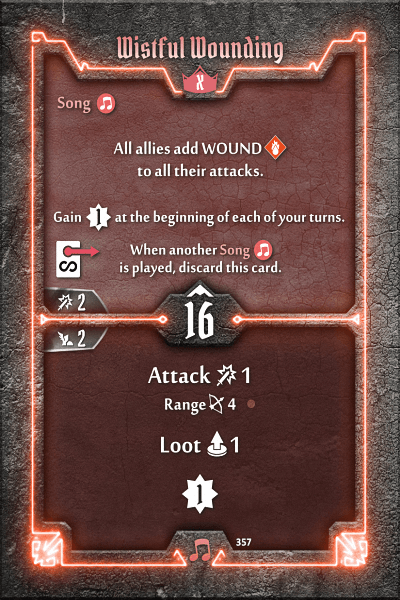 Wistful Wounding
X
Song
All allies add WOUND
to all their attacks.
Gain 1 at the beginning of each of your turns.
When another Song
is played, discard this card.
2
16
2
Attack 1
Range 4
Loot 1
1
357